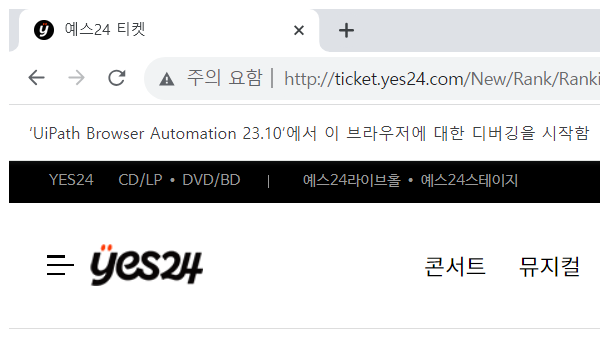 예스24 티켓
주의 요함 | http://ticket.yes24.com/New/Rank/Ranki
'UiPath Browser Automation 23.10'에서 이 브라우저에 대한 디버깅을 시작함
YES24 CD/LP • DVD/BD | 예스24라이브홀 • 예스24스테이지
yes24 콘서트 뮤지컬